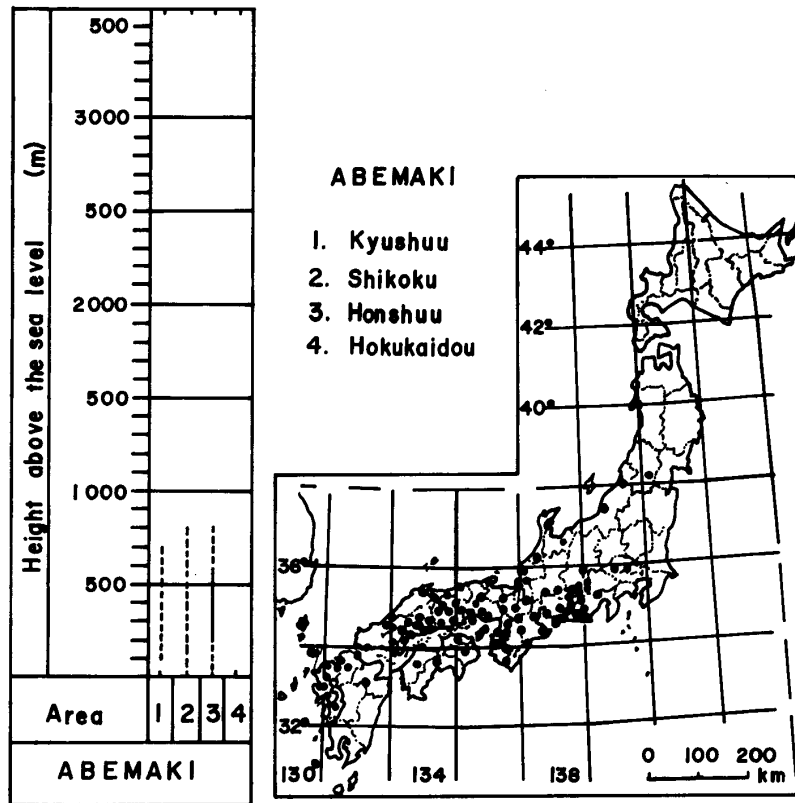 500
3000
500
2000
500
1000
500
Height above the sea level (m)
Area 1 2 3 4
ABEMAKI
ABEMAKI
1. Kyushuu
2. Shikoku
3. Honshuu
4. Hokukaidou
44°
42°
40°
36°
32°
130 134 138
0 100 200
km